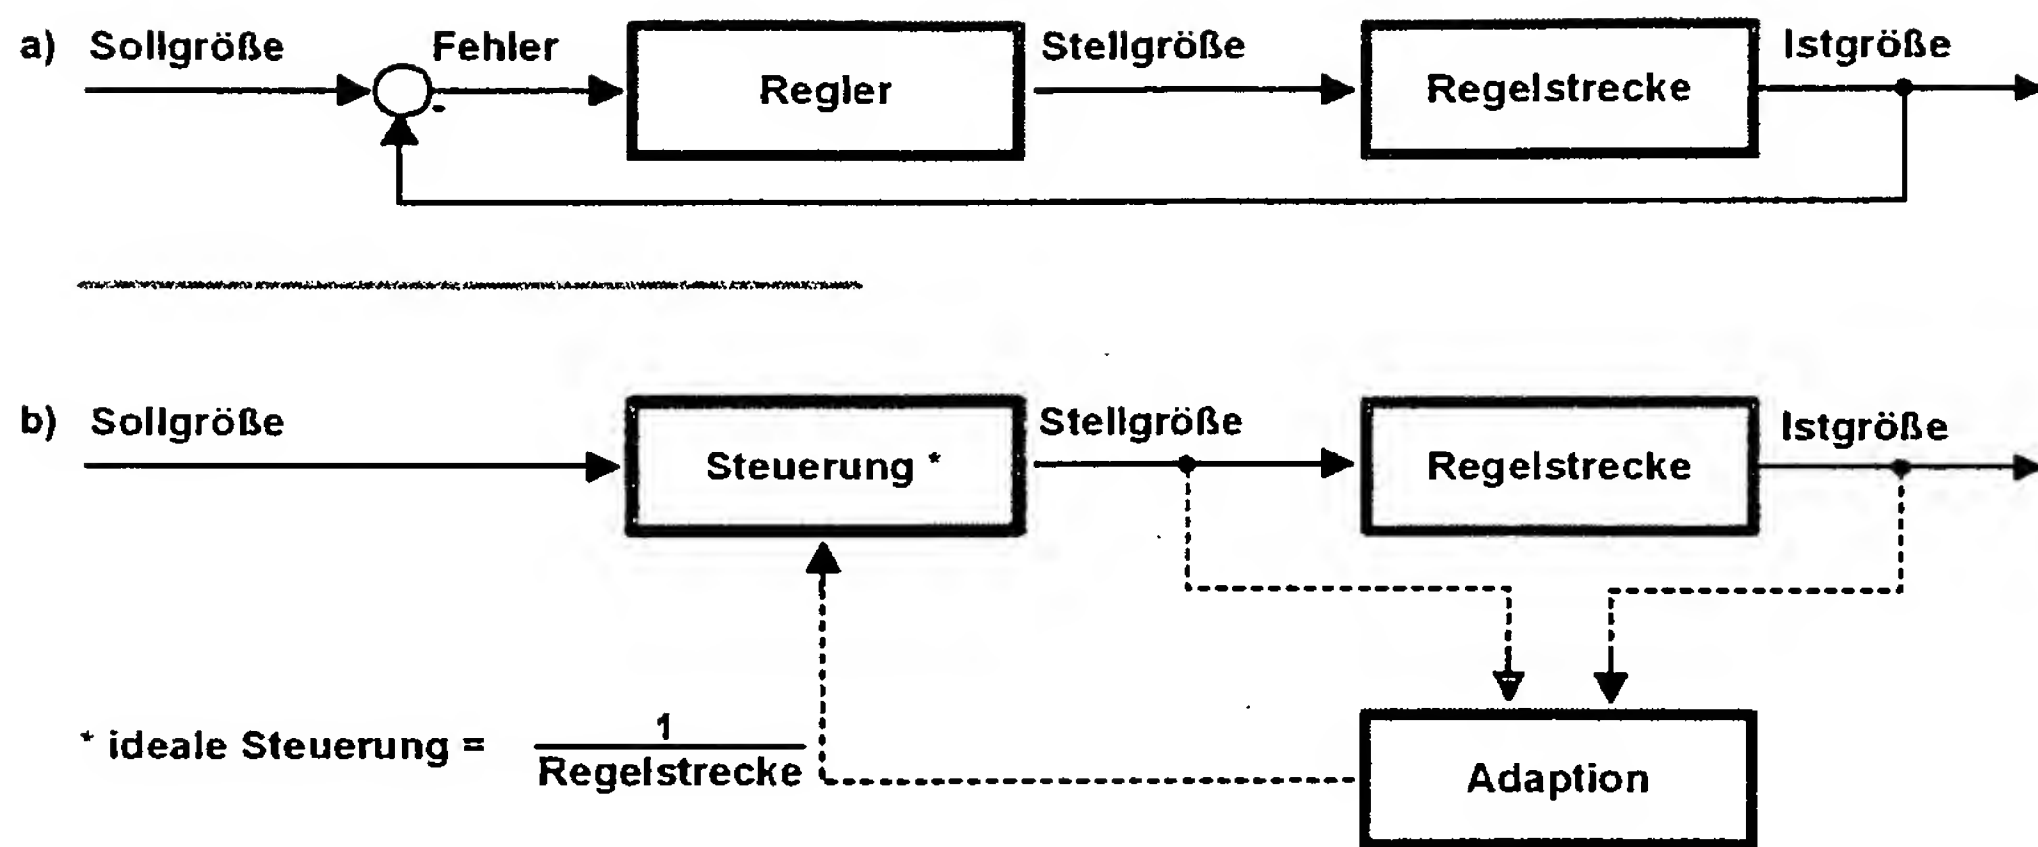 a) Sollgröße Fehler Stellgröße Istgröße
Regler Regelstrecke
-
b) Sollgröße Stellgröße Istgröße
Steuerung * Regelstrecke
* ideale Steuerung = 1
Regelstrecke
Adaption